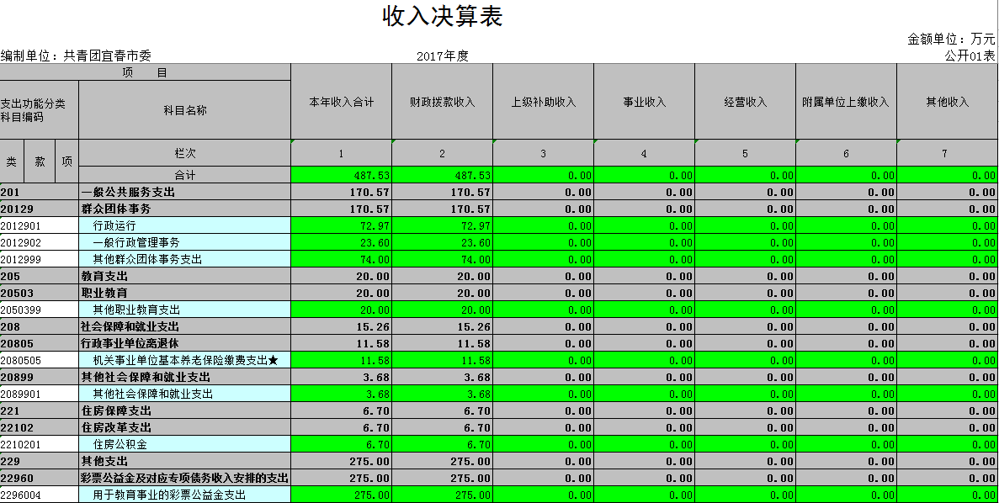 收入决算表
金额单位：万元
编制单位：共青团宜春市委 2017年度 公开01表
项 目 本年收入合计 财政拨款收入 上级补助收入 事业收入 经营收入 附属单位上缴收入 其他收入
支出功能分类科目编码 科目名称
类 款 项 栏次 1 2 3 4 5 6 7
合计 487.53 487.53 0.00 0.00 0.00 0.00 0.00
201 一般公共服务支出 170.57 170.57 0.00 0.00 0.00 0.00 0.00
20129 群众团体事务 170.57 170.57 0.00 0.00 0.00 0.00 0.00
2012901 行政运行 72.97 72.97 0.00 0.00 0.00 0.00 0.00
2012902 一般行政管理事务 23.60 23.60 0.00 0.00 0.00 0.00 0.00
2012999 其他群众团体事务支出 74.00 74.00 0.00 0.00 0.00 0.00 0.00
205 教育支出 20.00 20.00 0.00 0.00 0.00 0.00 0.00
20503 职业教育 20.00 20.00 0.00 0.00 0.00 0.00 0.00
2050399 其他职业教育支出 20.00 20.00 0.00 0.00 0.00 0.00 0.00
208 社会保障和就业支出 15.26 15.26 0.00 0.00 0.00 0.00 0.00
20805 行政事业单位离退休 11.58 11.58 0.00 0.00 0.00 0.00 0.00
2080505 机关事业单位基本养老保险缴费支出★ 11.58 11.58 0.00 0.00 0.00 0.00 0.00
20899 其他社会保障和就业支出 3.68 3.68 0.00 0.00 0.00 0.00 0.00
2089901 其他社会保障和就业支出 3.68 3.68 0.00 0.00 0.00 0.00 0.00
221 住房保障支出 6.70 6.70 0.00 0.00 0.00 0.00 0.00
22102 住房改革支出 6.70 6.70 0.00 0.00 0.00 0.00 0.00
2210201 住房公积金 6.70 6.70 0.00 0.00 0.00 0.00 0.00
229 其他支出 275.00 275.00 0.00 0.00 0.00 0.00 0.00
22960 彩票公益金及对应专项债务收入安排的支出 275.00 275.00 0.00 0.00 0.00 0.00 0.00
2296004 用于教育事业的彩票公益金支出 275.00 275.00 0.00 0.00 0.00 0.00 0.00